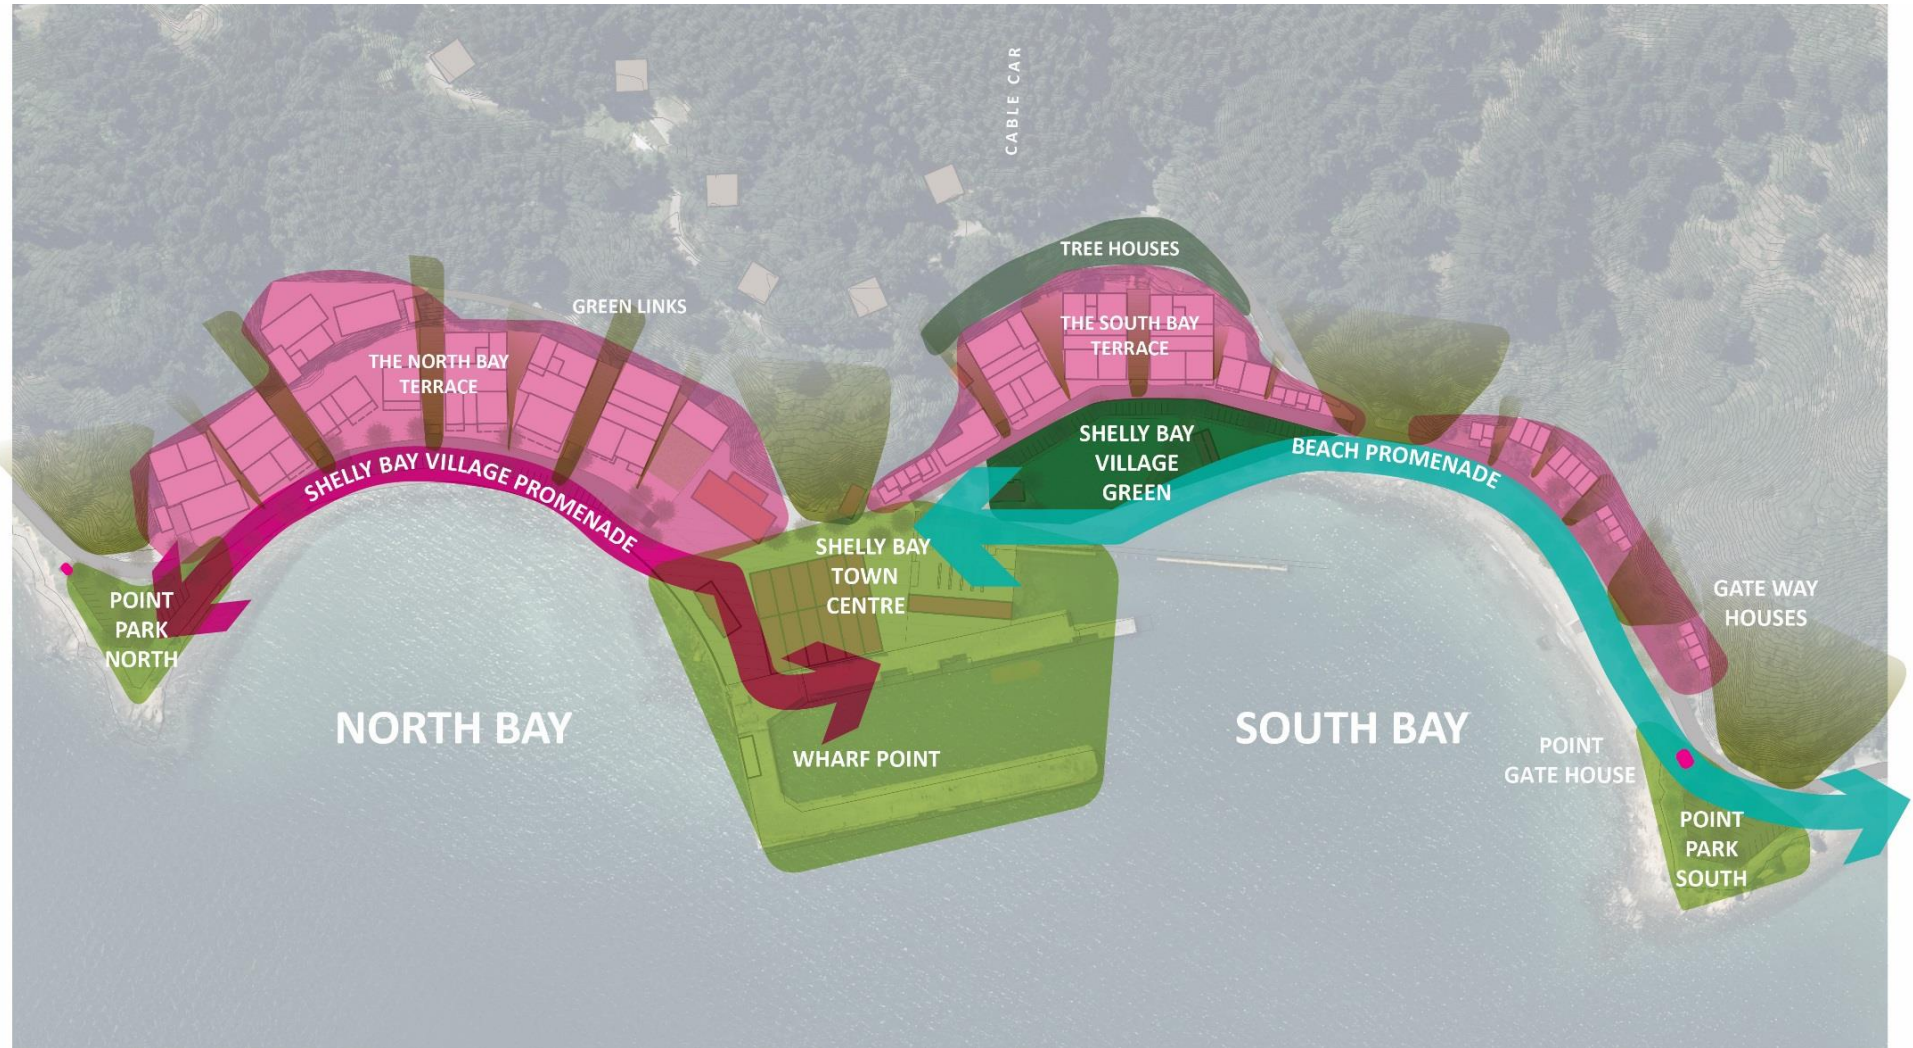 CABLE CAR
TREE HOUSES
GREEN LINKS
THE NORTH BAY
TERRACE
THE SOUTH BAY
TERRACE
SHELLY BAY VILLAGE PROMENADE
SHELLY BAY
VILLAGE
GREEN
BEACH PROMENADE
SHELLY BAY
TOWN
CENTRE
POINT
PARK
NORTH
GATE WAY
HOUSES
NORTH BAY
SOUTH BAY
WHARF POINT
POINT
GATE HOUSE
POINT
PARK
SOUTH